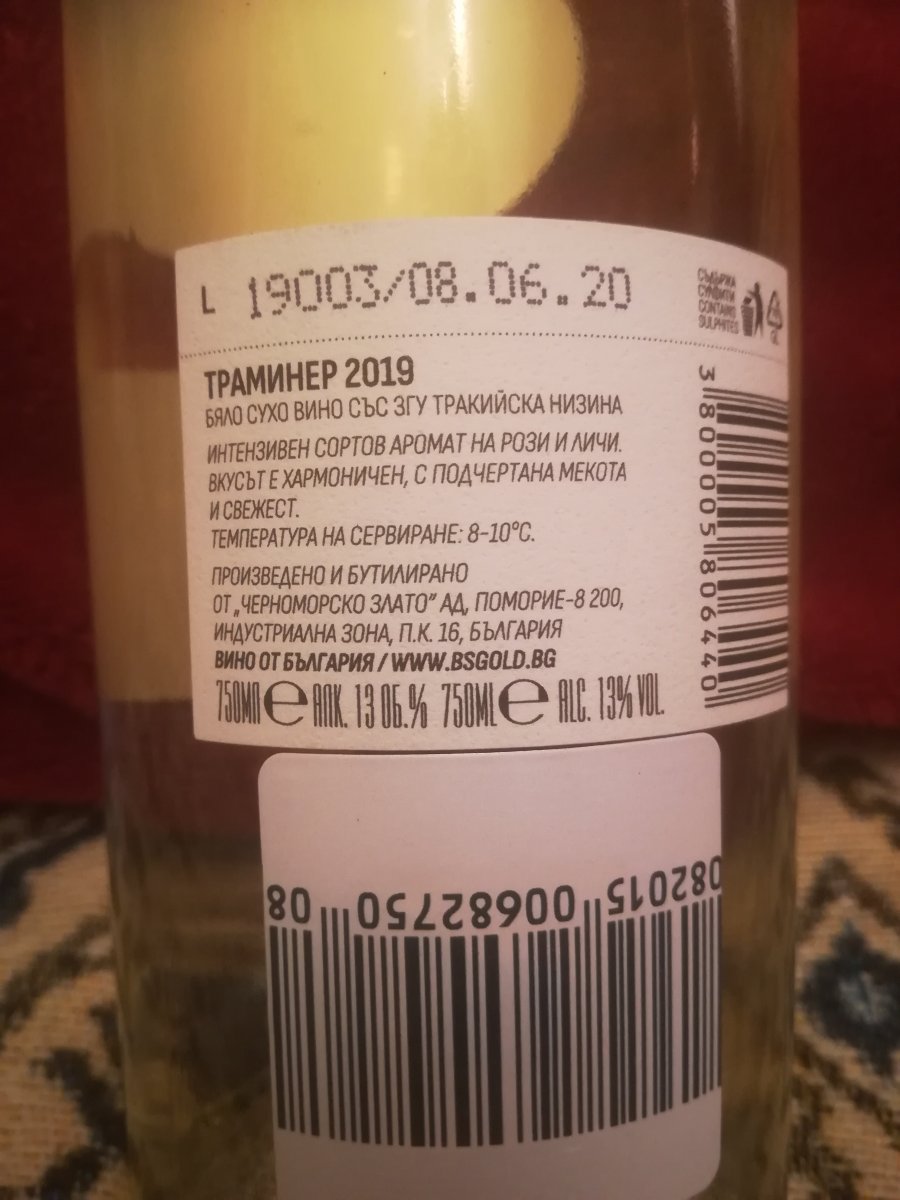 L 19003/08.06.20
СЪДЪРЖА
СУЛФИТИ
CONTAINS
SULPHITES
ТРАМИНЕР 2019
БЯЛО СУХО ВИНО СЪС ЗГУ ТРАКИЙСКА НИЗИНА
ИНТЕНЗИВЕН СОРТОВ АРОМАТ НА РОЗИ И ЛИЧИ.
ВКУСЪТ Е ХАРМОНИЧЕН, С ПОДЧЕРТАНА МЕКОТА
И СВЕЖЕСТ.
ТЕМПЕРАТУРА НА СЕРВИРАНЕ: 8-10°C.
ПРОИЗВЕДЕНО И БУТИЛИРАНО
ОТ „ЧЕРНОМОРСКО ЗЛАТО" АД, ПОМОРИЕ-8 200,
ИНДУСТРИАЛНА ЗОНА, П.К. 16, БЪЛГАРИЯ
ВИНО ОТ БЪЛГАРИЯ / WWW.BSGOLD.BG
750МЛ e АЛК. 13 ОБ.% 750ML e ALC. 13% VOL.
3 800005 806440
082015 00682750 08